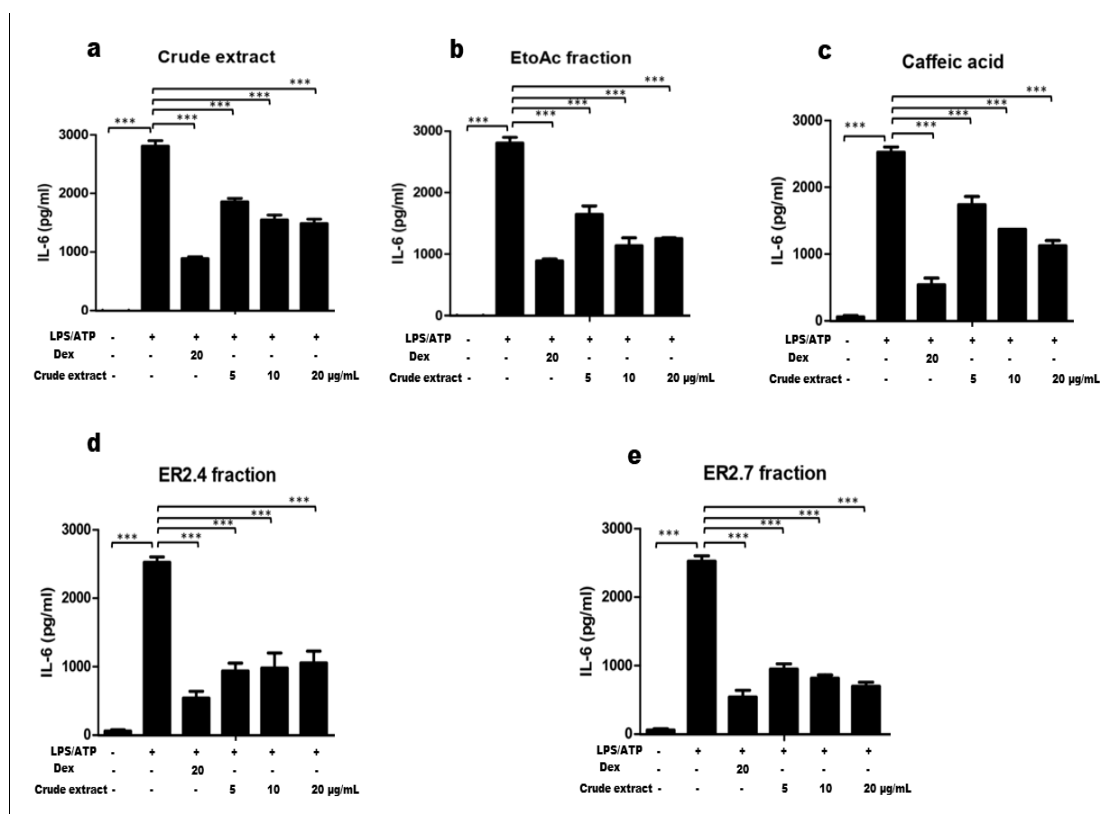 a
Crude extract
***
***
***
***
***
IL-6 (pg/ml)
3000
2000
1000
0
LPS/ATP - + + + + +
Dex - - 20 - - -
Crude extract - - - 5 10 20 µg/mL
b
EtoAc fraction
***
***
***
***
***
IL-6 (pg/ml)
3000
2000
1000
0
- + + + + +
- - 20 - - -
- - - 5 10 20 µg/mL
c
Caffeic acid
***
***
***
***
***
IL-6 (pg/ml)
3000
2000
1000
0
LPS/ATP - + + + + +
Dex - - 20 - - -
Crude extract - - - 5 10 20 µg/mL
d
ER2.4 fraction
***
***
***
***
***
IL-6 (pg/ml)
3000
2000
1000
0
LPS/ATP - + + + + +
Dex - - 20 - - -
Crude extract - - - 5 10 20 µg/mL
e
ER2.7 fraction
***
***
***
***
***
IL-6 (pg/ml)
3000
2000
1000
0
LPS/ATP - + + + + +
Dex - - 20 - - -
Crude extract - - - 5 10 20 µg/mL